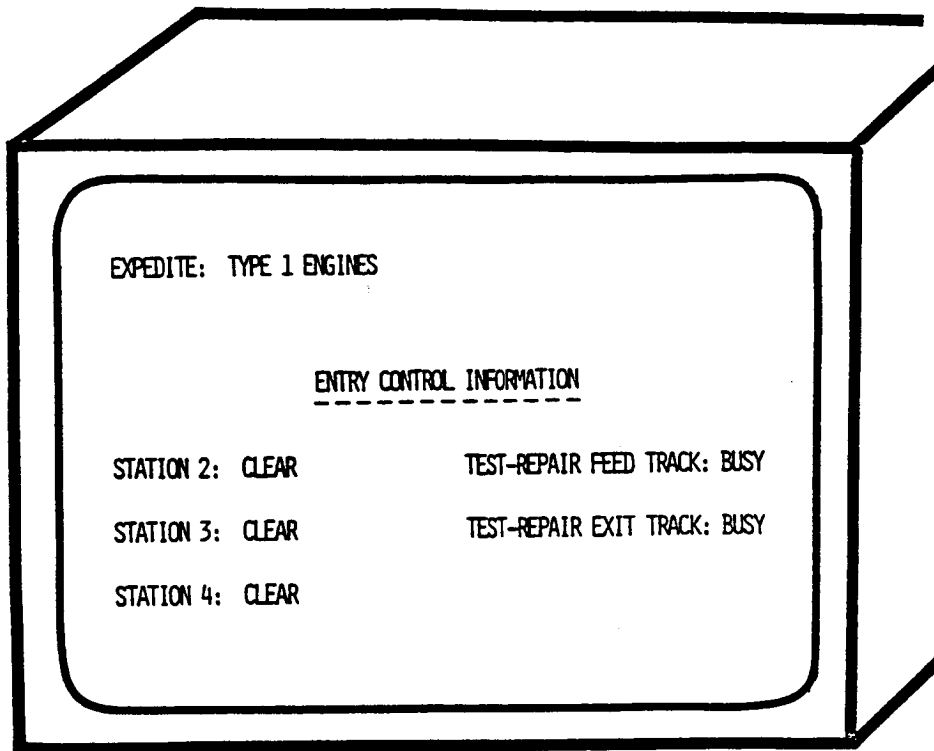 EXPEDITE: TYPE 1 ENGINES
ENTRY CONTROL INFORMATION
STATION 2: CLEAR TEST-REPAIR FEED TRACK: BUSY
STATION 3: CLEAR TEST-REPAIR EXIT TRACK: BUSY
STATION 4: CLEAR